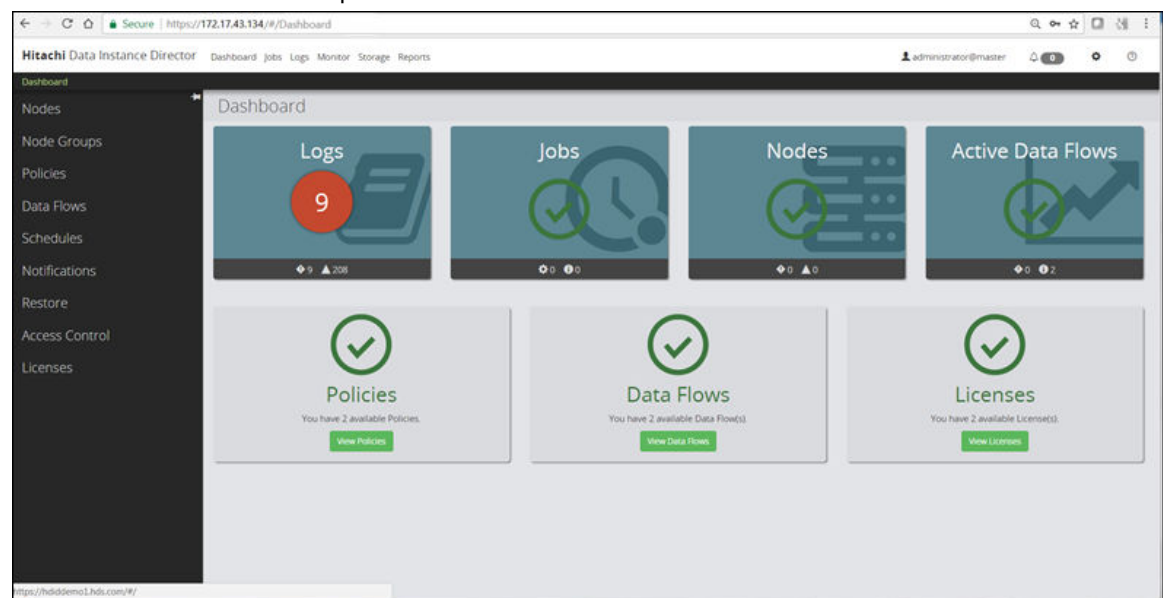 Secure | https://172.17.43.134/#/Dashboard
Hitachi Data Instance Director Dashboard Jobs Logs Monitor Storage Reports administrator@master 0
Dashboard
Nodes
Node Groups
Policies
Data Flows
Schedules
Notifications
Restore
Access Control
Licenses
Dashboard
Logs
9
9 208
Jobs
0 0
Nodes
0 0
Active Data Flows
0 2
Policies
You have 2 available Policies.
View Policies
Data Flows
You have 2 available Data Flow(s).
View Data Flows
Licenses
You have 2 available License(s).
View Licenses
https://hdiddemo1.hds.com/#/